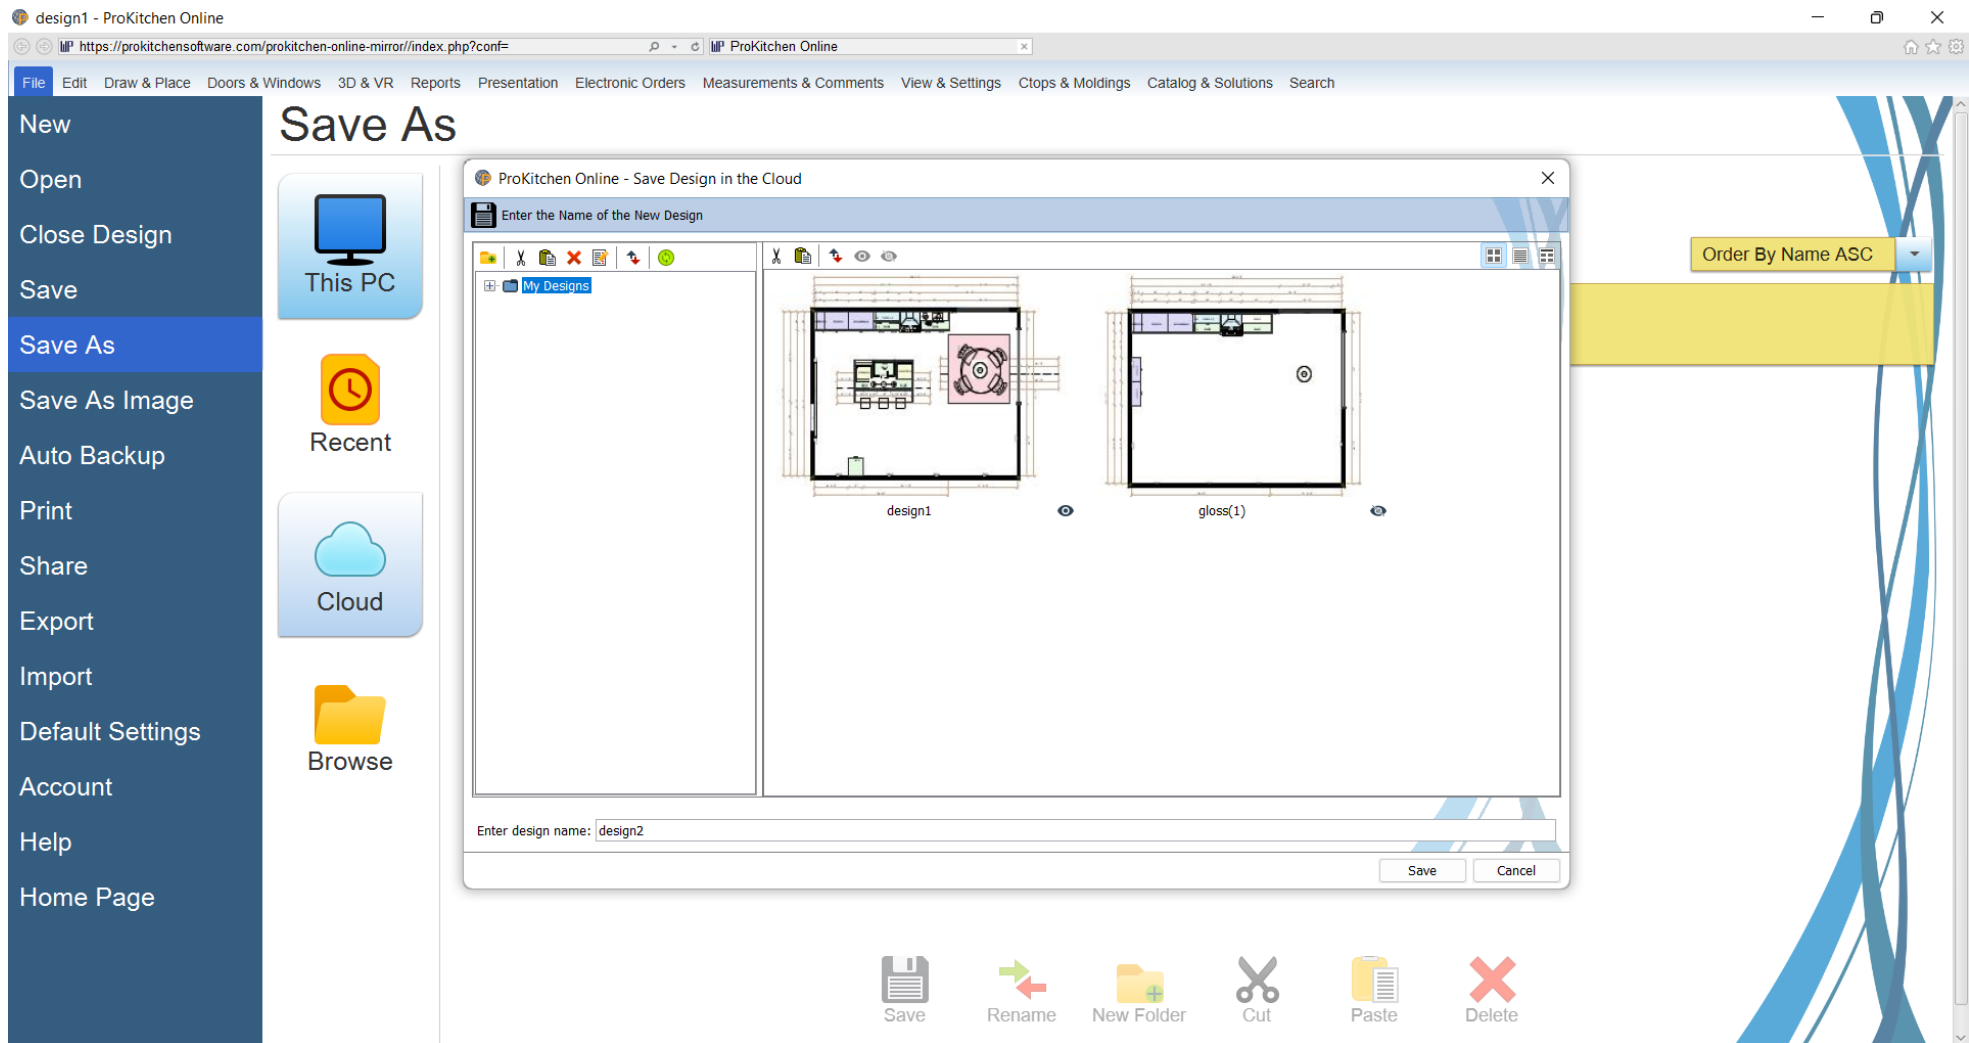 design1 - ProKitchen Online
https://prokitchensoftware.com/prokitchen-online-mirror//index.php?conf=
ProKitchen Online
File Edit Draw & Place Doors & Windows 3D & VR Reports Presentation Electronic Orders Measurements & Comments View & Settings Ctops & Moldings Catalog & Solutions Search
New
Open
Close Design
Save
Save As
Save As Image
Auto Backup
Print
Share
Export
Import
Default Settings
Account
Help
Home Page
Save As
This PC
Recent
Cloud
Browse
ProKitchen Online - Save Design in the Cloud
Enter the Name of the New Design
My Designs
design1
gloss(1)
Enter design name: design2
Save Cancel
Order By Name ASC
Save Rename New Folder Cut Paste Delete